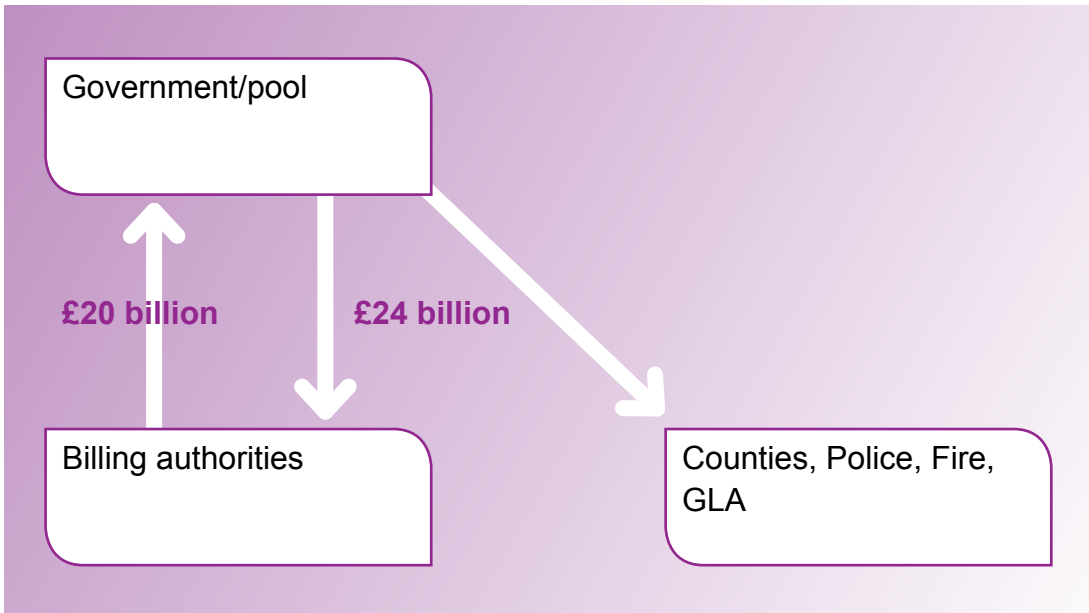 Government/pool
£20 billion
£24 billion
Billing authorities
Counties, Police, Fire,
GLA